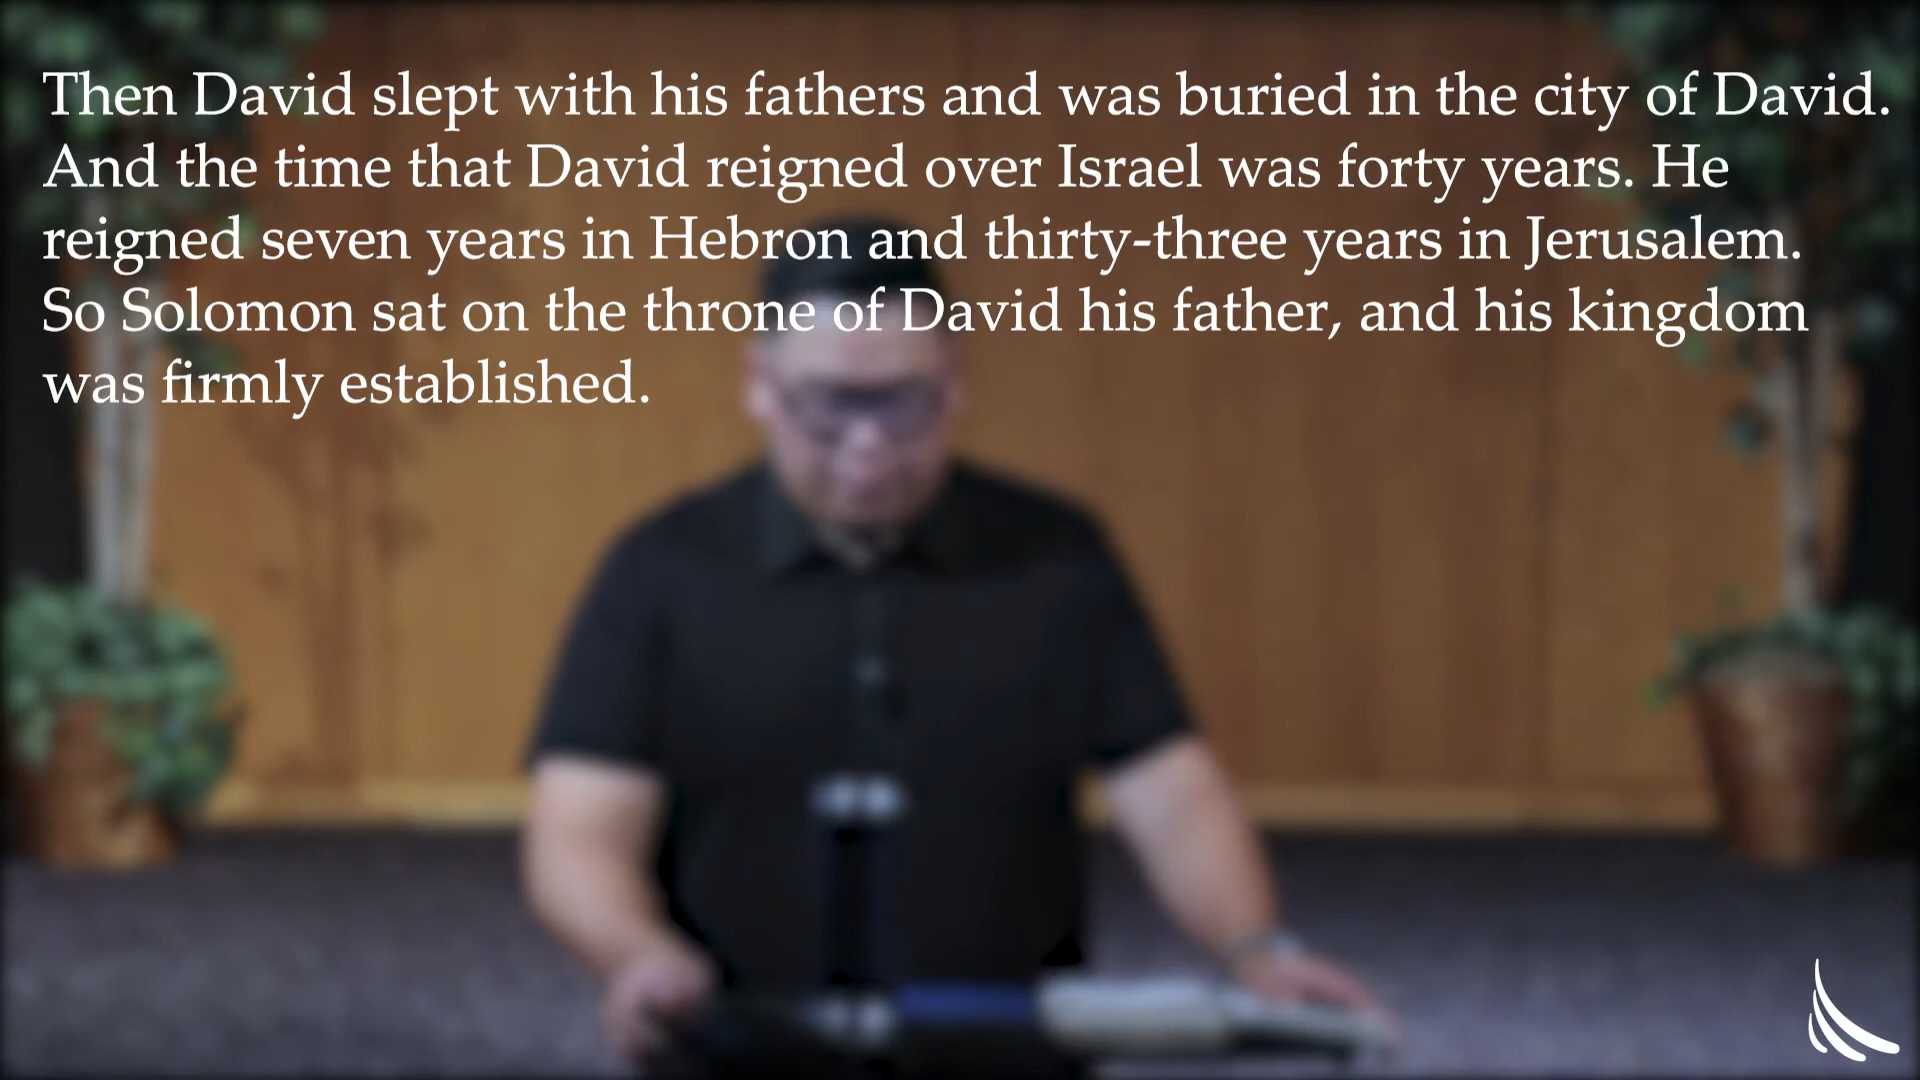 Then David slept with his fathers and was buried in the city of David.
And the time that David reigned over Israel was forty years. He
reigned seven years in Hebron and thirty-three years in Jerusalem.
So Solomon sat on the throne of David his father, and his kingdom
was firmly established.